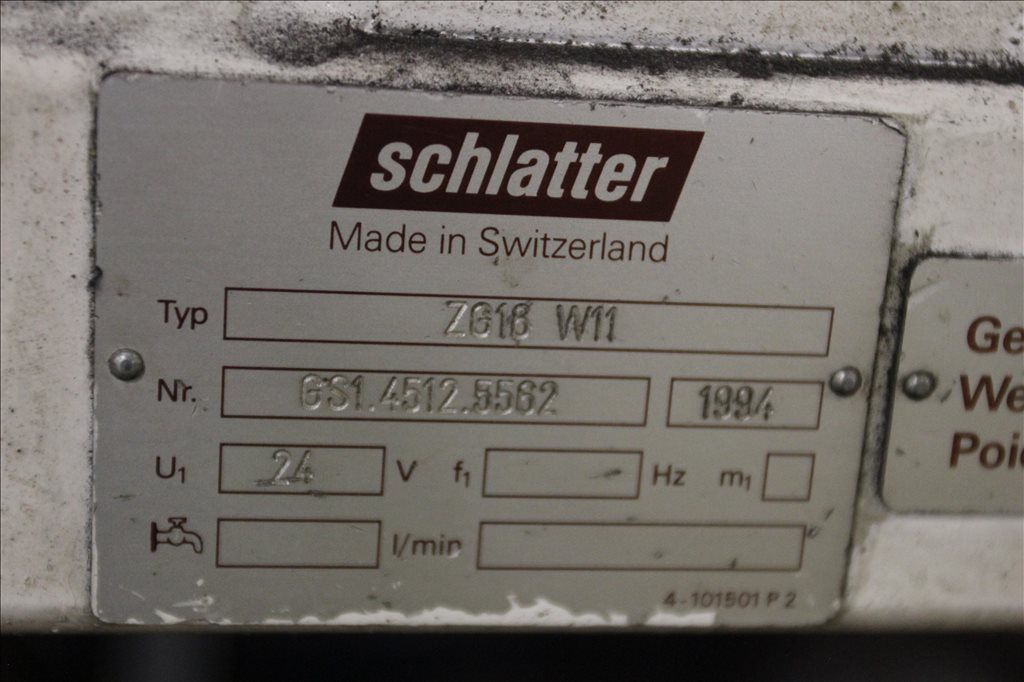 schlatter
Made in Switzerland
Typ ZG16 W11
Nr. GS1.4512.5562 1994
U1 24 V f1 Hz m1
l/min
4-101501 P 2
Ge
We
Poi